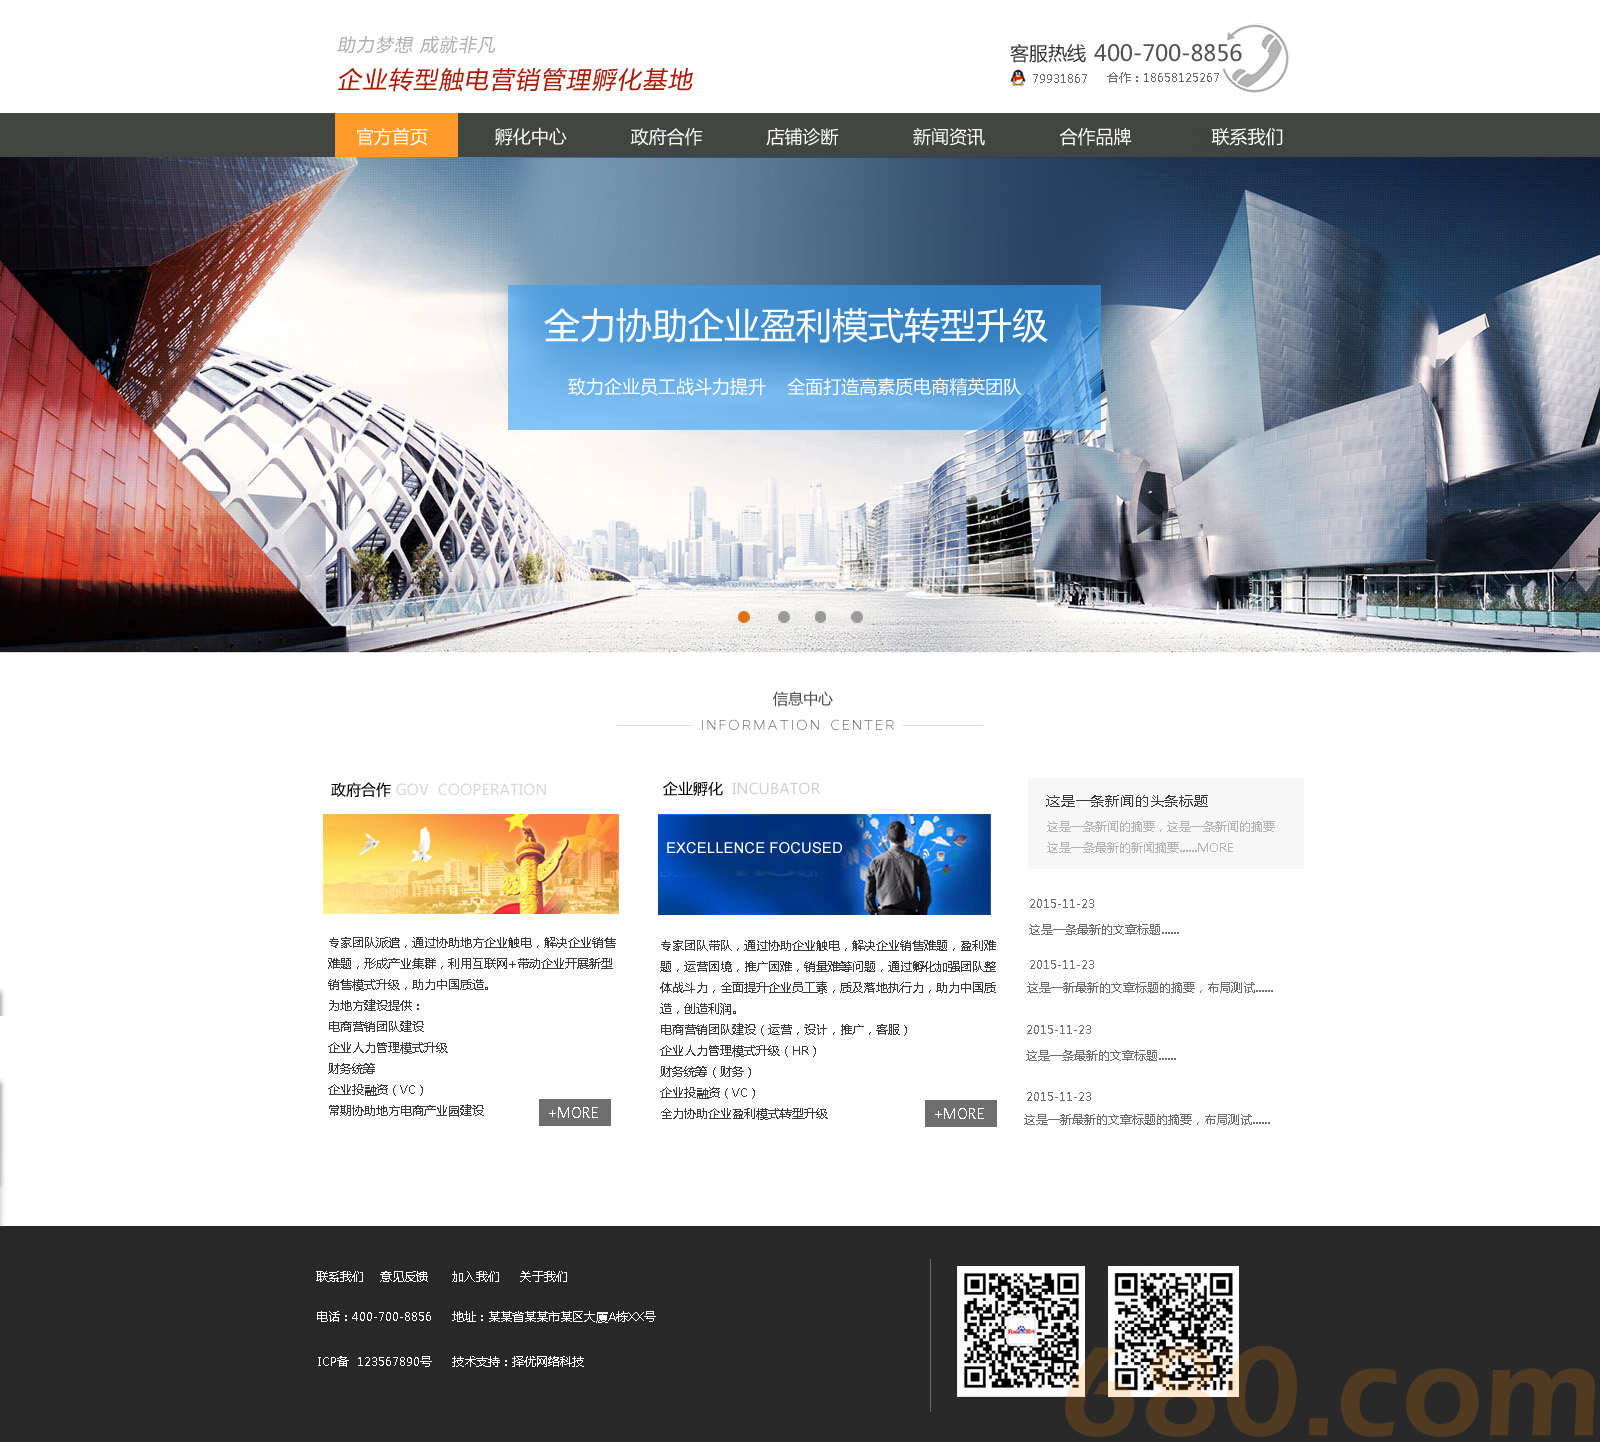 助力梦想 成就非凡
企业转型触电营销管理孵化基地
客服热线 400-700-8856
79931867 合作：18658125267
官方首页 孵化中心 政府合作 店铺诊断 新闻资讯 合作品牌 联系我们
全力协助企业盈利模式转型升级
致力企业员工战斗力提升 全面打造高素质电商精英团队
信息中心
INFORMATION CENTER
政府合作 GOV COOPERATION
专家团队派遣，通过协助地方企业触电，解决企业销售
难题，形成产业集群，利用互联网+带动企业开展新型
销售模式升级，助力中国质造。
为地方建设提供：
电商营销团队建设
企业人力管理模式升级
财务统筹
企业投融资（VC）
常期协助地方电商产业园建设
+MORE
企业孵化 INCUBATOR
EXCELLENCE FOCUSED
专家团队带队，通过协助企业触电，解决企业销售难题，盈利难
题，运营困境，推广困难，销量难等问题，通过孵化加强团队整
体战斗力，全面提升企业员工素，质及落地执行力，助力中国质
造，创造利润。
电商营销团队建设（运营，设计，推广，客服）
企业人力管理模式升级（HR）
财务统筹（财务）
企业投融资（VC）
全力协助企业盈利模式转型升级
+MORE
这是一条新闻的头条标题
这是一条新闻的摘要，这是一条新闻的摘要
这是一条最新的新闻摘要......MORE
2015-11-23
这是一条最新的文章标题......
2015-11-23
这是一新最新的文章标题的摘要，布局测试......
2015-11-23
这是一条最新的文章标题......
2015-11-23
这是一新最新的文章标题的摘要，布局测试......
联系我们 意见反馈 加入我们 关于我们
电话：400-700-8856 地址：某某省某某市某区大厦A栋XX号
ICP备 123567890号 技术支持：择优网络科技
680.com